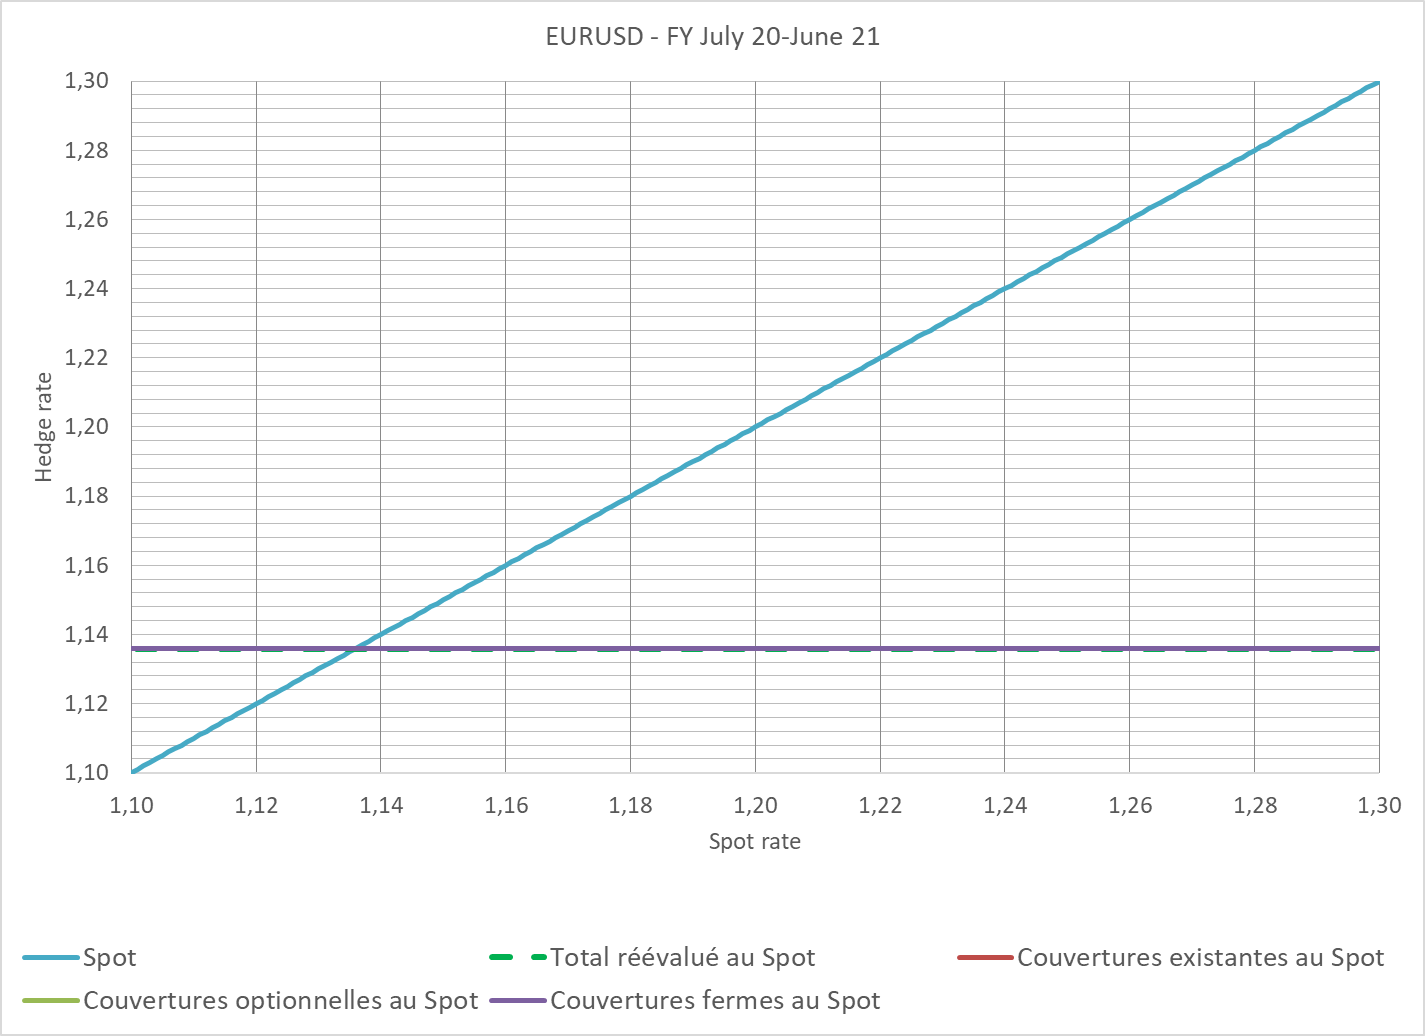 EURUSD - FY July 20-June 21
1,30
1,28
1,26
1,24
1,22
1,20
1,18
1,16
1,14
1,12
1,10
Hedge rate
1,10 1,12 1,14 1,16 1,18 1,20 1,22 1,24 1,26 1,28 1,30
Spot rate
Spot Total réévalué au Spot Couvertures existantes au Spot
Couvertures optionnelles au Spot Couvertures fermes au Spot